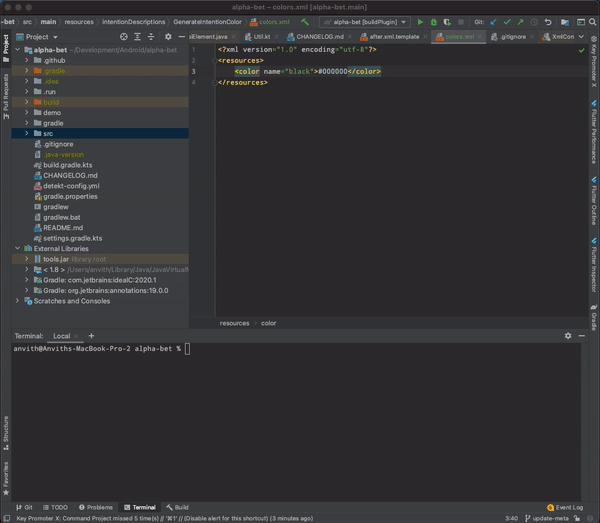 alpha-bet – colors.xml [alpha-bet.main]
-bet
src
main
resources
IntentionDescriptions
GenerateIntentionColor
colors.xml
alpha-bet [buildPlugin]
Git:
Project
siElement.java
Util.kt
CHANGELOG.md
after.xml.template
colors.xml
.gitignore
XmlCon
alpha-bet ~/Development/Android/alpha-bet
.github
.gradle
.idea
.run
build
demo
gradle
src
.gitignore
.java-version
build.gradle.kts
CHANGELOG.md
detekt-config.yml
gradle.properties
gradlew
gradlew.bat
README.md
settings.gradle.kts
External Libraries
tools.jar library root
< 1.8 > /Users/anvith/Library/Java/JavaVirtualM
Gradle: com.jetbrains:ideaIC:2020.1
Gradle: org.jetbrains:annotations:19.0.0
Scratches and Consoles
1 <?xml version="1.0" encoding="utf-8"?>
2 <resources>
3 <color name="black">#000000</color>
4 </resources>
resources
color
Project
Pull Requests
Structure
Favorites
Key Promoter X
Flutter Performance
Flutter Outline
Flutter Inspector
Gradle
Terminal:
Local
anvith@Anviths-MacBook-Pro-2 alpha-bet %
Git
TODO
Problems
Terminal
Build
Event Log
Key Promoter X: Command Project missed 5 time(s) // '⌘1' // (Disable alert for this shortcut) (3 minutes ago)
3:40
update-meta